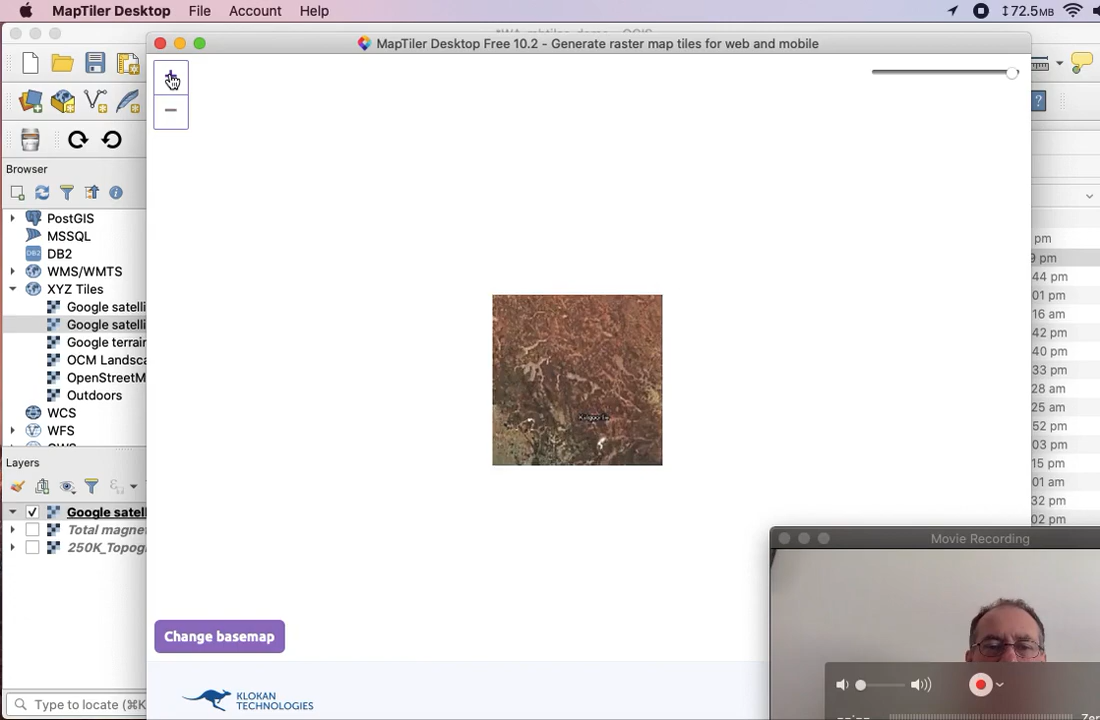 MapTiler Desktop File Account Help 72.5MB
MapTiler Desktop Free 10.2 - Generate raster map tiles for web and mobile
+
−
?
Browser
PostGIS
MSSQL
DB2
WMS/WMTS
XYZ Tiles
Google satelli
Google satelli
Google terrair
OCM Landsca
OpenStreetM
Outdoors
WCS
WFS
Layers
Google satell
Total magne
250K_Topog
pm
9 pm
44 pm
01 pm
16 am
42 pm
40 pm
33 pm
28 am
25 am
52 pm
03 pm
15 pm
01 am
32 pm
02 pm
Movie Recording
Change basemap
KLOKAN
TECHNOLOGIES
Type to locate (⌘K
--:--